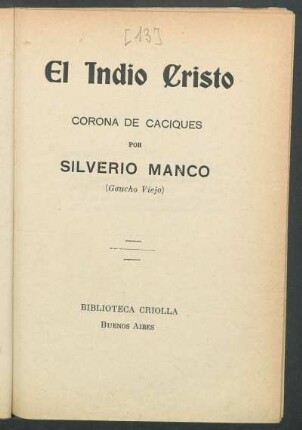 [13]
El Indio Cristo
CORONA DE CACIQUES
POR
SILVERIO MANCO
(Gaucho Viejo)
BIBLIOTECA CRIOLLA
BUENOS AIRES